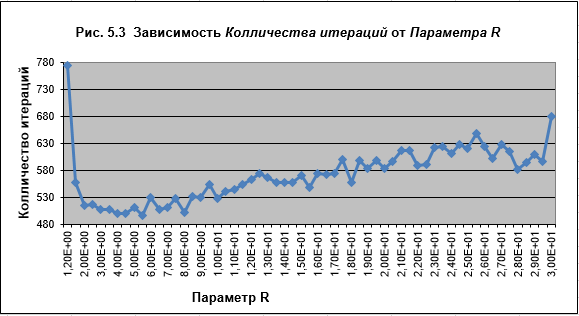 Рис. 5.3 Зависимость Колличества итераций от Параметра R
Колличество итераций
780
730
680
630
580
530
480
1,20E+00
2,00E+00
3,00E+00
4,00E+00
5,00E+00
6,00E+00
7,00E+00
8,00E+00
9,00E+00
1,00E+01
1,10E+01
1,20E+01
1,30E+01
1,40E+01
1,50E+01
1,60E+01
1,70E+01
1,80E+01
1,90E+01
2,00E+01
2,10E+01
2,20E+01
2,30E+01
2,40E+01
2,50E+01
2,60E+01
2,70E+01
2,80E+01
2,90E+01
3,00E+01
Параметр R